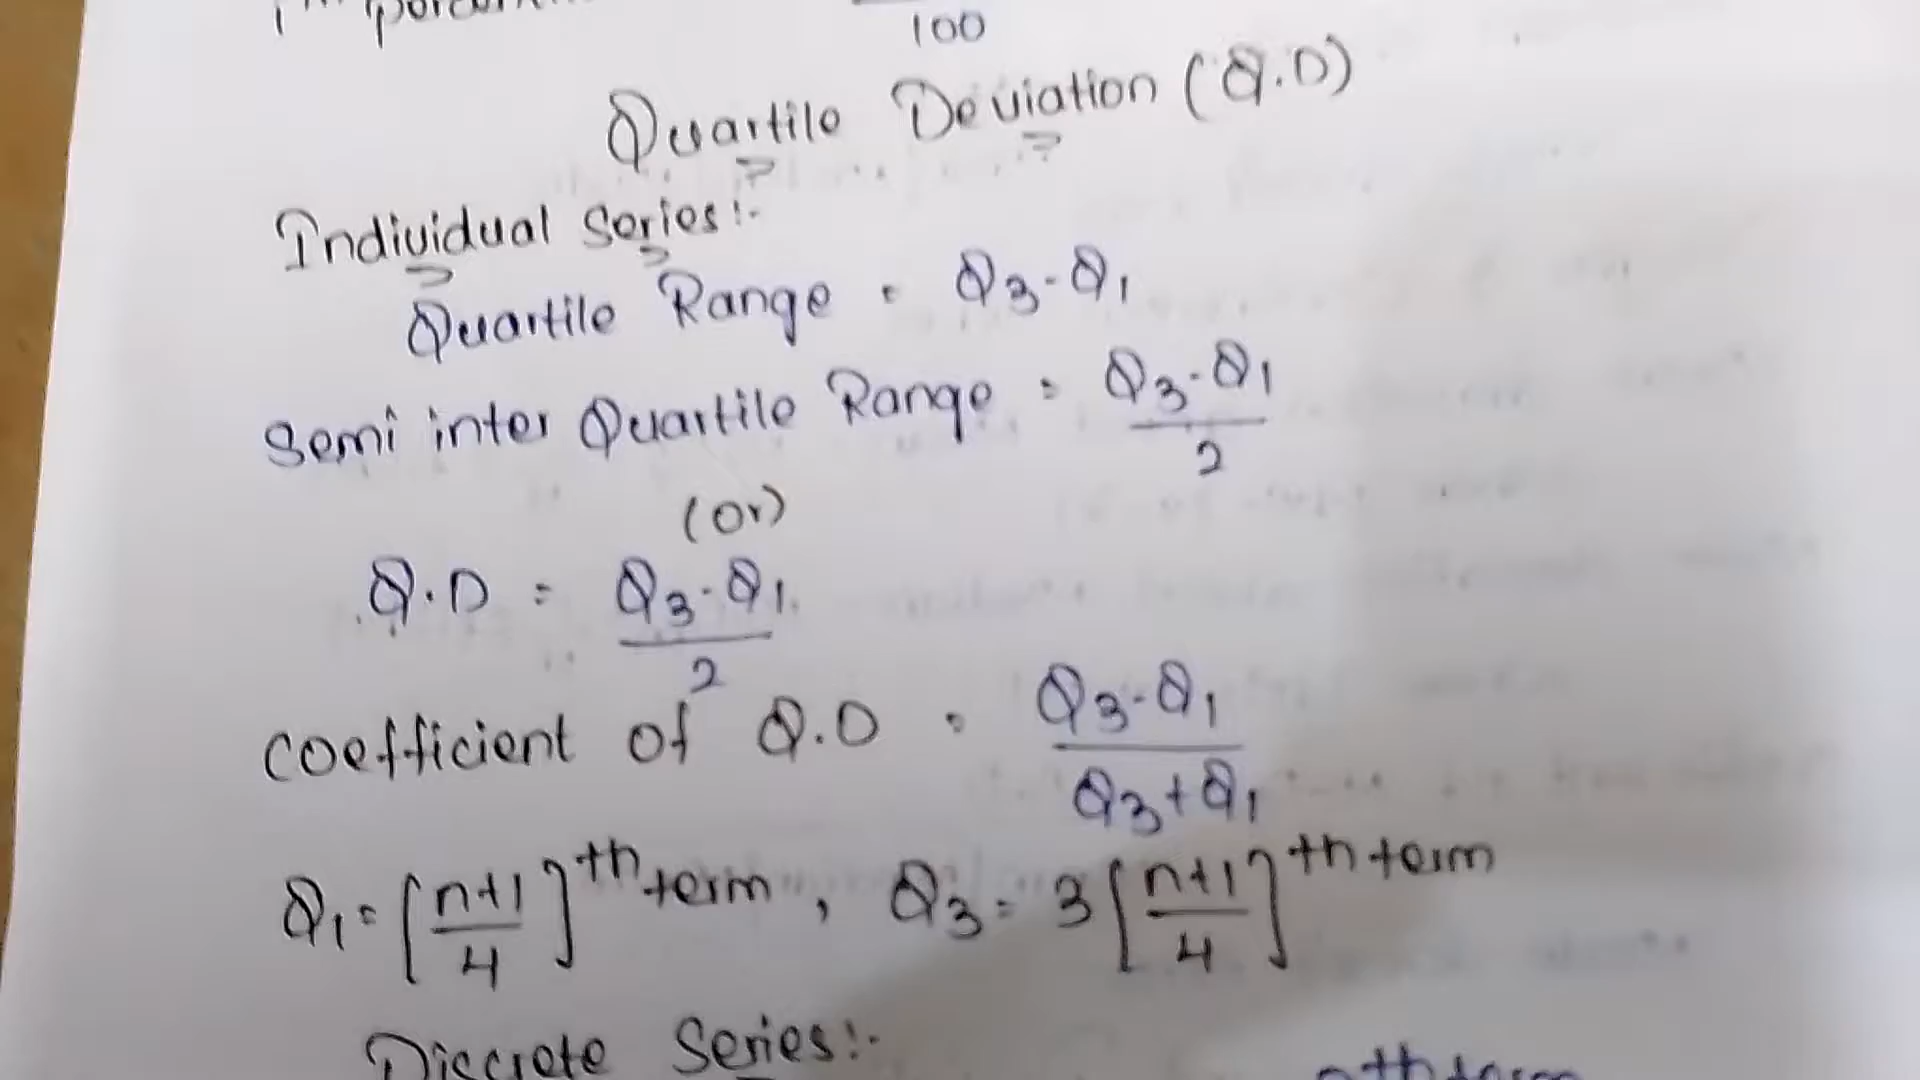 100
Quartile Deviation (Q.D)
Individual Series:-
Quartile Range = Q₃-Q₁
Semi inter Quartile Range = Q₃-Q₁/2
(or)
Q.D = Q₃-Q₁/2
coefficient of Q.D = Q₃-Q₁/Q₃+Q₁
Q₁=[n+1/4]th term, Q₃=3[n+1/4]th term
Discrete Series:-
th term